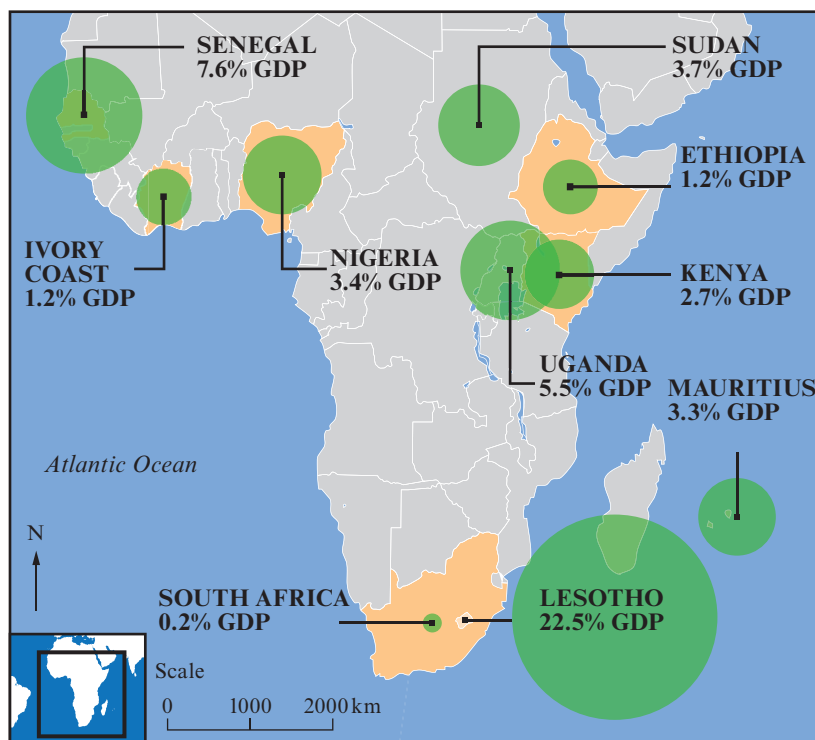 SENEGAL
7.6% GDP
SUDAN
3.7% GDP
ETHIOPIA
1.2% GDP
IVORY
COAST
1.2% GDP
NIGERIA
3.4% GDP
KENYA
2.7% GDP
UGANDA
5.5% GDP
MAURITIUS
3.3% GDP
Atlantic Ocean
N
SOUTH AFRICA
0.2% GDP
LESOTHO
22.5% GDP
Scale
0 1000 2000 km